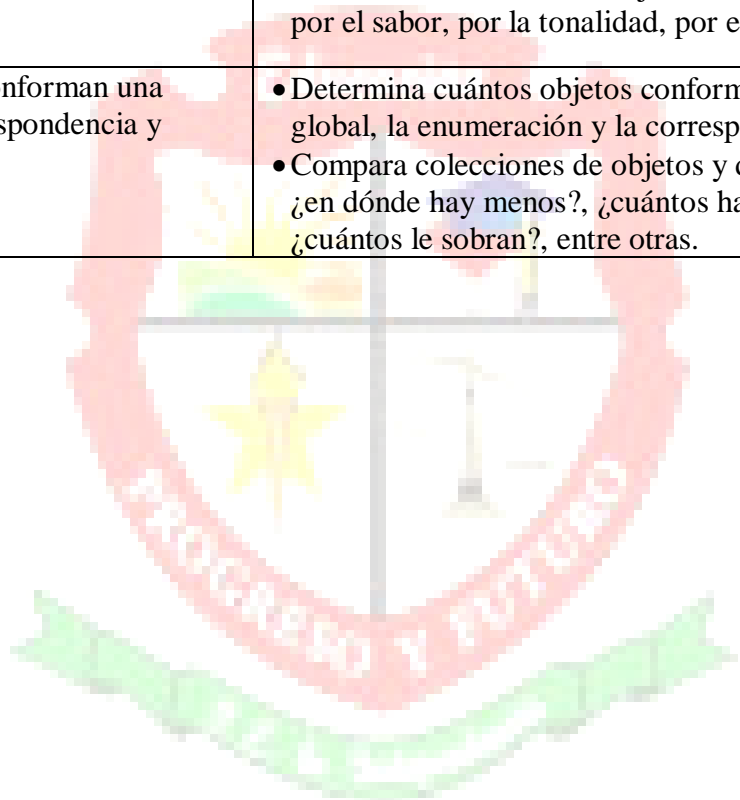 por el sabor, por la tonalidad, por e
onforman una
spondencia y
• Determina cuántos objetos conform
global, la enumeración y la corresp
• Compara colecciones de objetos y
¿en dónde hay menos?, ¿cuántos ha
¿cuántos le sobran?, entre otras.
PROGRESO Y FUTURO